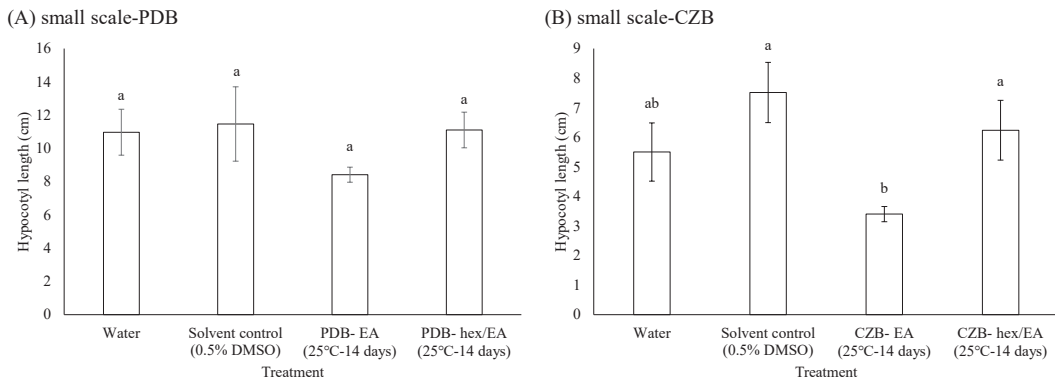 (A) small scale-PDB
Hypocotyl length (cm)
16
14
12
10
8
6
4
2
0
a
a
a
a
Water
Solvent control
(0.5% DMSO)
PDB- EA
(25°C-14 days)
PDB- hex/EA
(25°C-14 days)
Treatment
(B) small scale-CZB
Hypocotyl length (cm)
9
8
7
6
5
4
3
2
1
0
ab
a
b
a
Water
Solvent control
(0.5% DMSO)
CZB- EA
(25°C-14 days)
CZB- hex/EA
(25°C-14 days)
Treatment